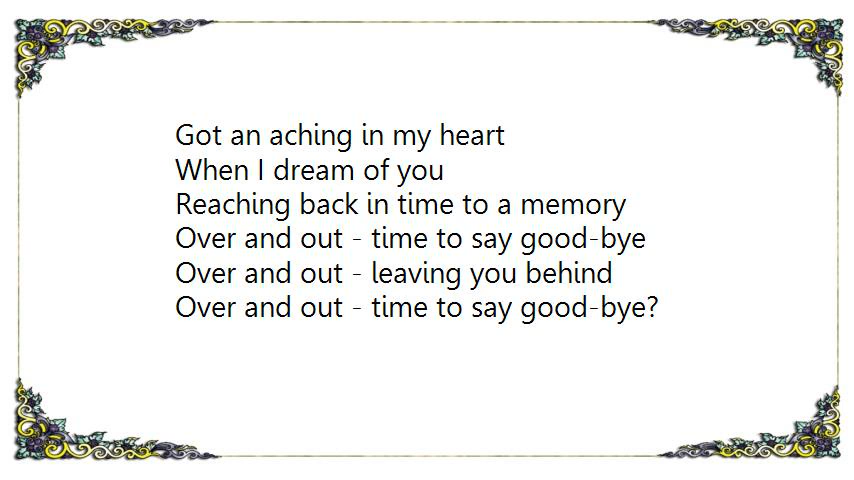 Got an aching in my heart
When I dream of you
Reaching back in time to a memory
Over and out - time to say good-bye
Over and out - leaving you behind
Over and out - time to say good-bye?